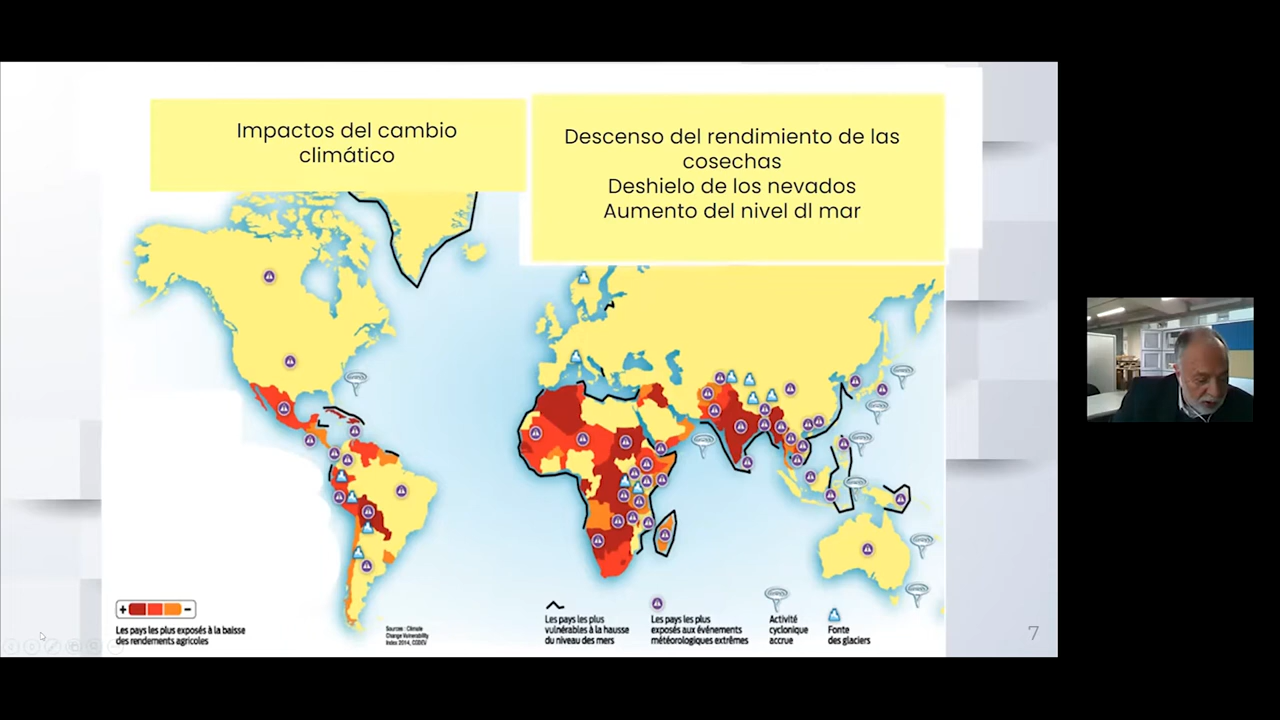 Impactos del cambio
climático
Descenso del rendimiento de las
cosechas
Deshielo de los nevados
Aumento del nivel dl mar
+ −
Les pays les plus exposés à la baisse
des rendements agricoles
Sources : Climate
Change Vulnerability
Index 2014, CGDEV
Les pays les plus
vulnérables à la hausse
du niveau des mers
Les pays les plus
exposés aux événements
météorologiques extrêmes
Activité
cyclonique
accrue
Fonte
des glaciers
7